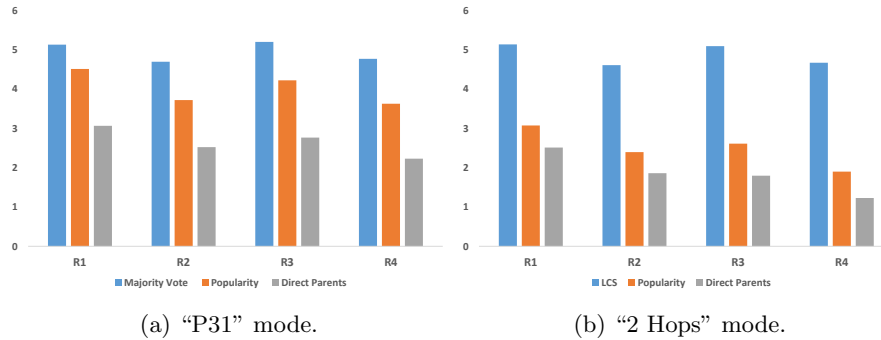 6
5
4
3
2
1
0
R1 R2 R3 R4
Majority Vote Popularity Direct Parents
(a) “P31” mode.
6
5
4
3
2
1
0
R1 R2 R3 R4
LCS Popularity Direct Parents
(b) “2 Hops” mode.